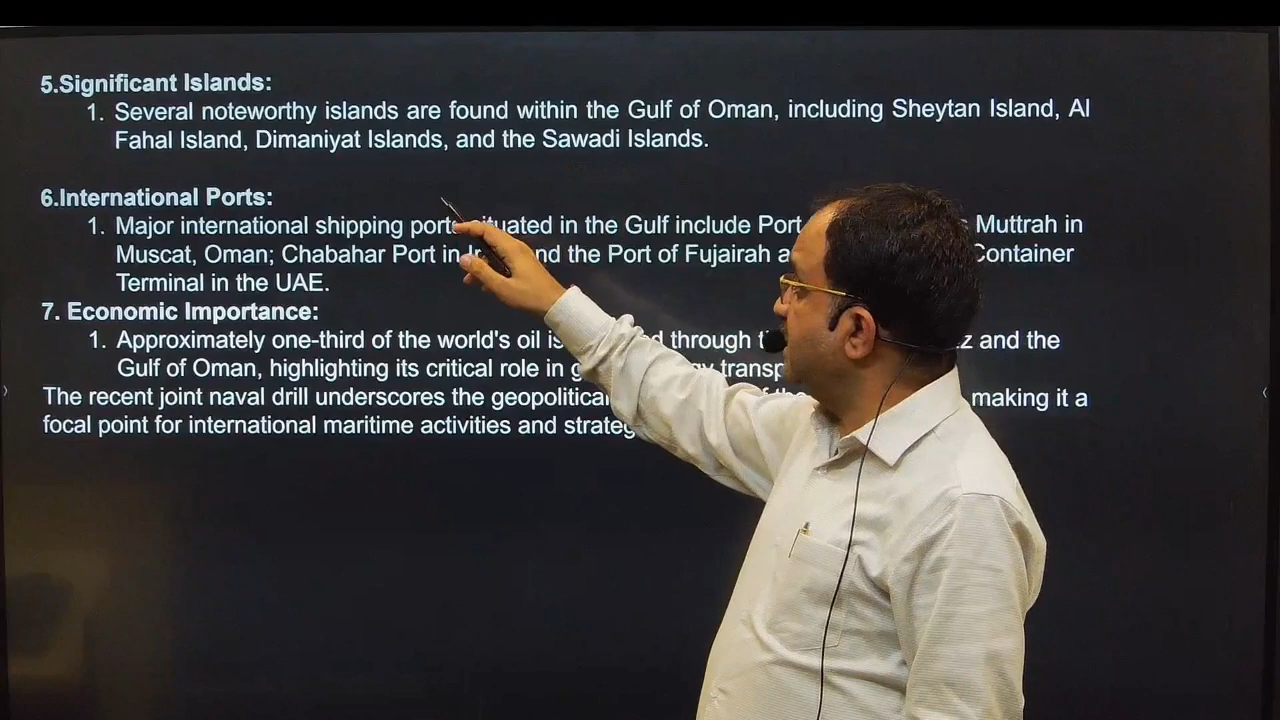 5.Significant Islands:
1. Several noteworthy islands are found within the Gulf of Oman, including Sheytan Island, Al
Fahal Island, Dimaniyat Islands, and the Sawadi Islands.
6.International Ports:
1. Major international shipping ports situated in the Gulf include Port Muttrah in
Muscat, Oman; Chabahar Port in and the Port of Fujairah Container
Terminal in the UAE.
7. Economic Importance:
1. Approximately one-third of the world's oil is through and the
Gulf of Oman, highlighting its critical role in
The recent joint naval drill underscores the geopolitical making it a
focal point for international maritime activities and